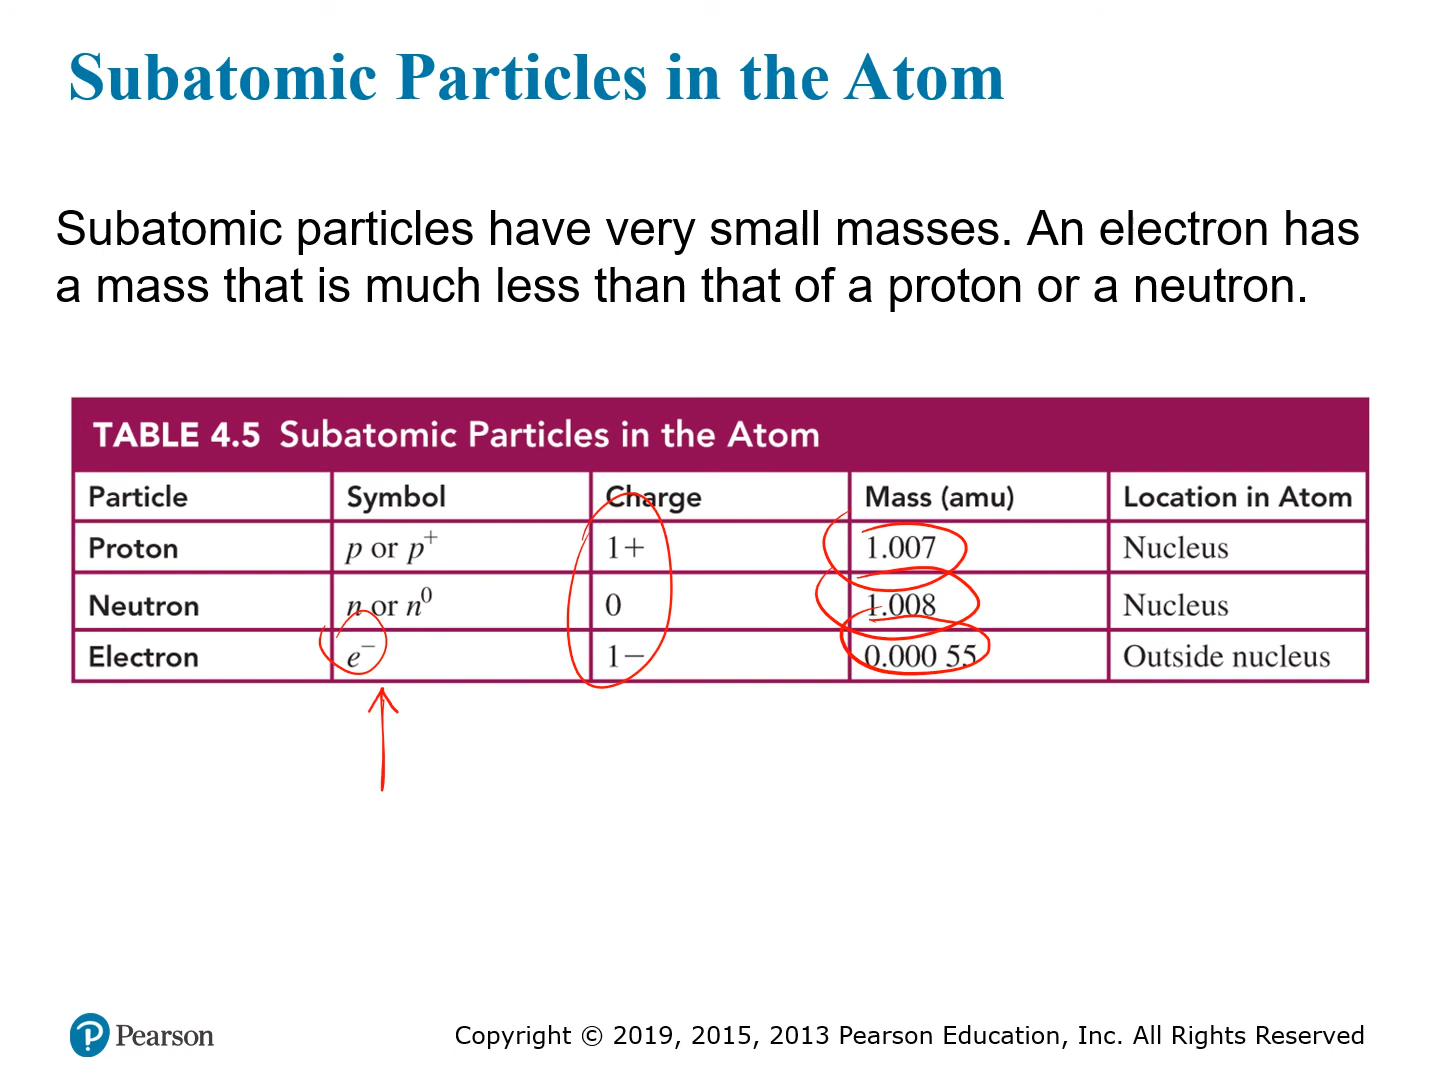 Subatomic Particles in the Atom
Subatomic particles have very small masses. An electron has
a mass that is much less than that of a proton or a neutron.
TABLE 4.5 Subatomic Particles in the Atom
Particle Symbol Charge Mass (amu) Location in Atom
Proton p or p⁺ 1+ 1.007 Nucleus
Neutron n or n⁰ 0 1.008 Nucleus
Electron e⁻ 1− 0.000 55 Outside nucleus
Pearson
Copyright © 2019, 2015, 2013 Pearson Education, Inc. All Rights Reserved